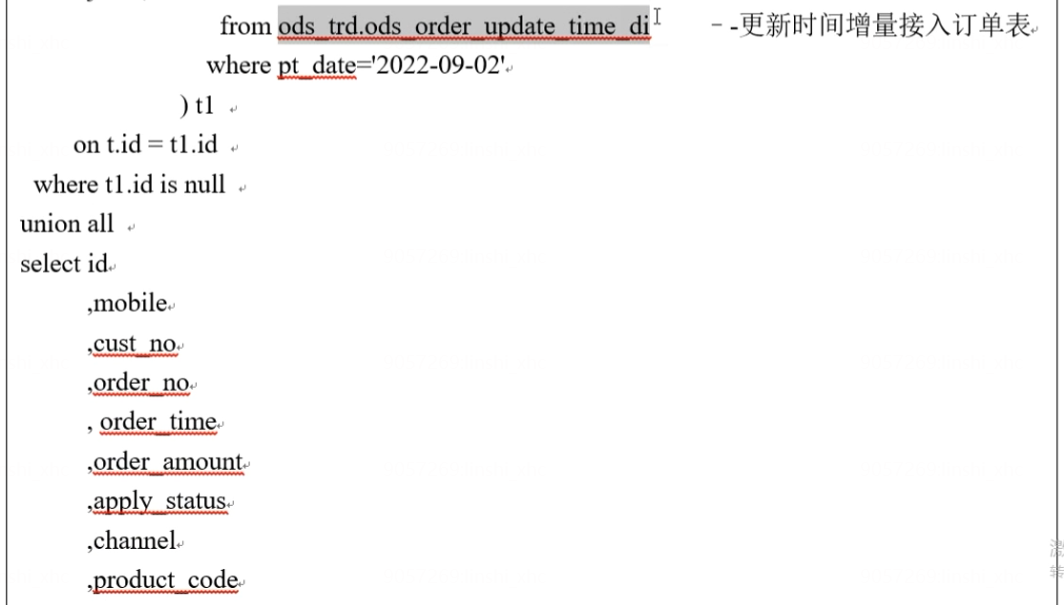 from ods_trd.ods_order_update_time_di - -更新时间增量接入订单表
where pt_date='2022-09-02'
) t1
on t.id = t1.id
where t1.id is null
union all
select id
,mobile
,cust_no
,order_no
, order_time
,order_amount
,apply_status
,channel
,product_code